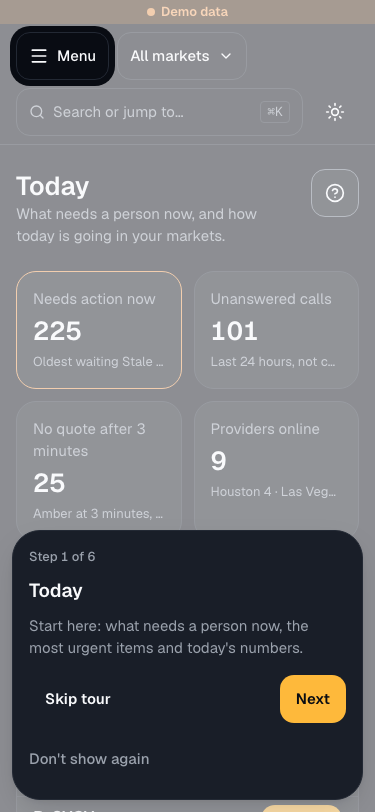 Demo data
Menu
All markets
Search or jump to...
⌘K
Today
What needs a person now, and how
today is going in your markets.
Needs action now
225
Oldest waiting Stale ...
Unanswered calls
101
Last 24 hours, not c...
No quote after 3
minutes
25
Amber at 3 minutes, ...
Providers online
9
Houston 4 · Las Veg...
Step 1 of 6
Today
Start here: what needs a person now, the
most urgent items and today's numbers.
Skip tour
Next
Don't show again